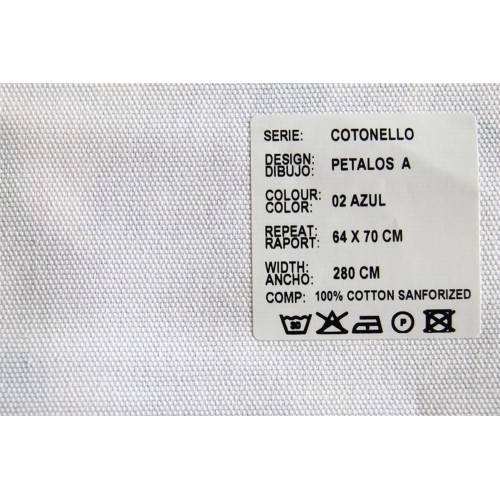 SERIE: COTONELLO
DESIGN:
DIBUJO: PETALOS A
COLOUR:
COLOR: 02 AZUL
REPEAT:
RAPORT: 64 X 70 CM
WIDTH:
ANCHO: 280 CM
COMP: 100% COTTON SANFORIZED
30 P